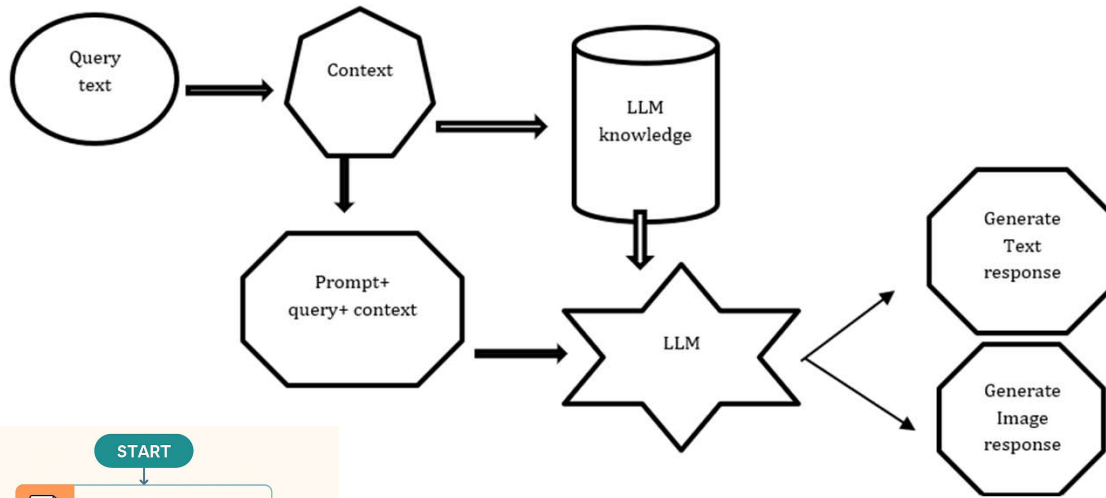 Query
text
Context
LLM
knowledge
Prompt+
query+ context
LLM
Generate
Text
response
Generate
Image
response
START